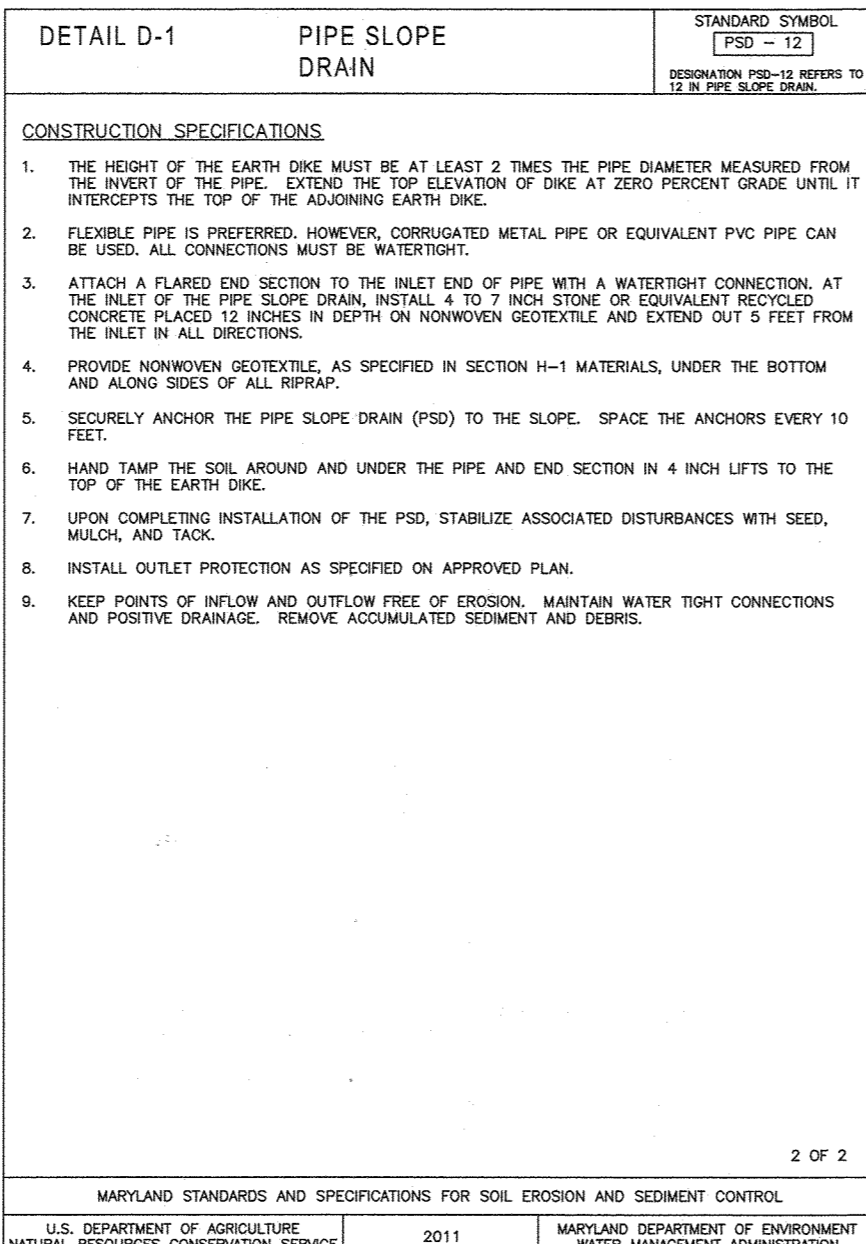 DETAIL D-1 PIPE SLOPE
DRAIN
STANDARD SYMBOL
PSD - 12
DESIGNATION PSD-12 REFERS TO
12 IN PIPE SLOPE DRAIN.
CONSTRUCTION SPECIFICATIONS
1. THE HEIGHT OF THE EARTH DIKE MUST BE AT LEAST 2 TIMES THE PIPE DIAMETER MEASURED FROM
THE INVERT OF THE PIPE. EXTEND THE TOP ELEVATION OF DIKE AT ZERO PERCENT GRADE UNTIL IT
INTERCEPTS THE TOP OF THE ADJOINING EARTH DIKE.
2. FLEXIBLE PIPE IS PREFERRED. HOWEVER, CORRUGATED METAL PIPE OR EQUIVALENT PVC PIPE CAN
BE USED. ALL CONNECTIONS MUST BE WATERTIGHT.
3. ATTACH A FLARED END SECTION TO THE INLET END OF PIPE WITH A WATERTIGHT CONNECTION. AT
THE INLET OF THE PIPE SLOPE DRAIN, INSTALL 4 TO 7 INCH STONE OR EQUIVALENT RECYCLED
CONCRETE PLACED 12 INCHES IN DEPTH ON NONWOVEN GEOTEXTILE AND EXTEND OUT 5 FEET FROM
THE INLET IN ALL DIRECTIONS.
4. PROVIDE NONWOVEN GEOTEXTILE, AS SPECIFIED IN SECTION H-1 MATERIALS, UNDER THE BOTTOM
AND ALONG SIDES OF ALL RIPRAP.
5. SECURELY ANCHOR THE PIPE SLOPE DRAIN (PSD) TO THE SLOPE. SPACE THE ANCHORS EVERY 10
FEET.
6. HAND TAMP THE SOIL AROUND AND UNDER THE PIPE AND END SECTION IN 4 INCH LIFTS TO THE
TOP OF THE EARTH DIKE.
7. UPON COMPLETING INSTALLATION OF THE PSD, STABILIZE ASSOCIATED DISTURBANCES WITH SEED,
MULCH, AND TACK.
8. INSTALL OUTLET PROTECTION AS SPECIFIED ON APPROVED PLAN.
9. KEEP POINTS OF INFLOW AND OUTFLOW FREE OF EROSION. MAINTAIN WATER TIGHT CONNECTIONS
AND POSITIVE DRAINAGE. REMOVE ACCUMULATED SEDIMENT AND DEBRIS.
2 OF 2
MARYLAND STANDARDS AND SPECIFICATIONS FOR SOIL EROSION AND SEDIMENT CONTROL
U.S. DEPARTMENT OF AGRICULTURE
NATURAL RESOURCES CONSERVATION SERVICE
2011
MARYLAND DEPARTMENT OF ENVIRONMENT
WATER MANAGEMENT ADMINISTRATION